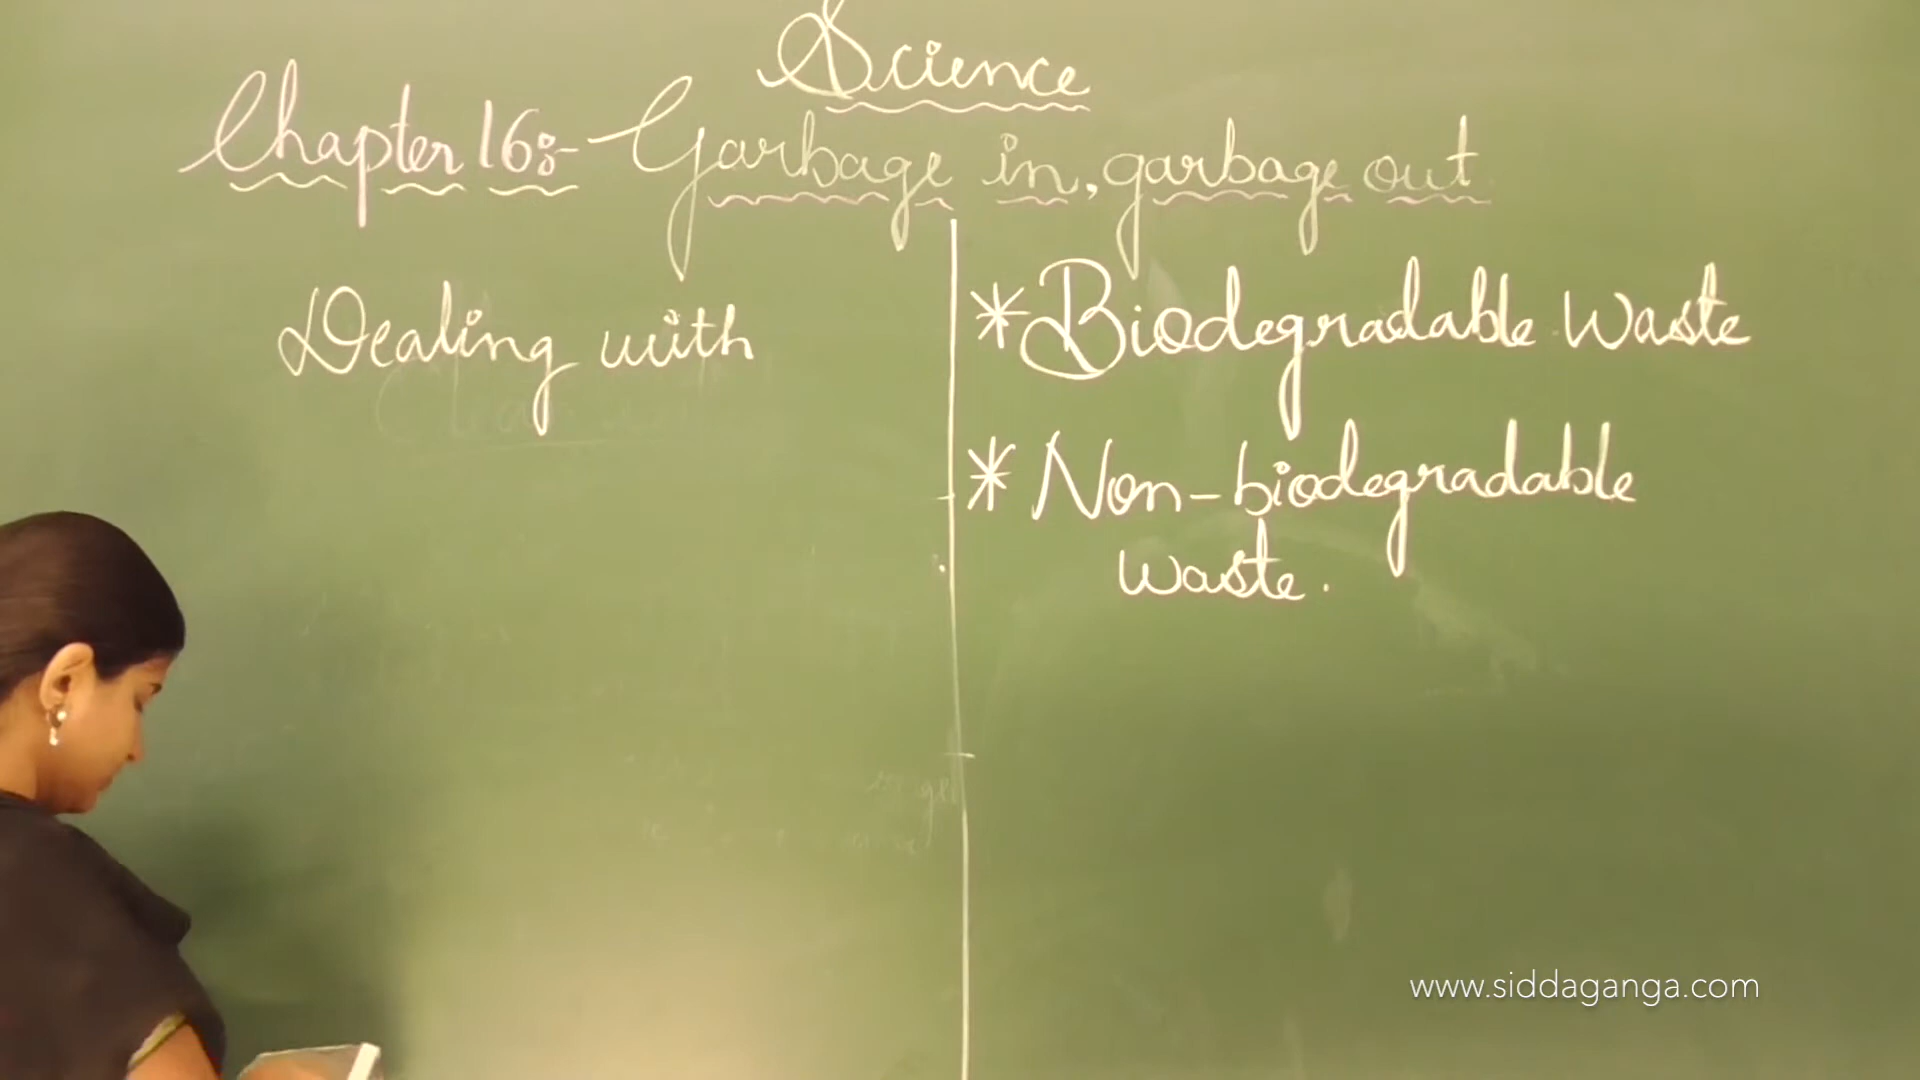 Science
Chapter 16:- Garbage in, garbage out
Dealing with
* Biodegradable Waste
* Non-biodegradable
waste.
www.siddaganga.com